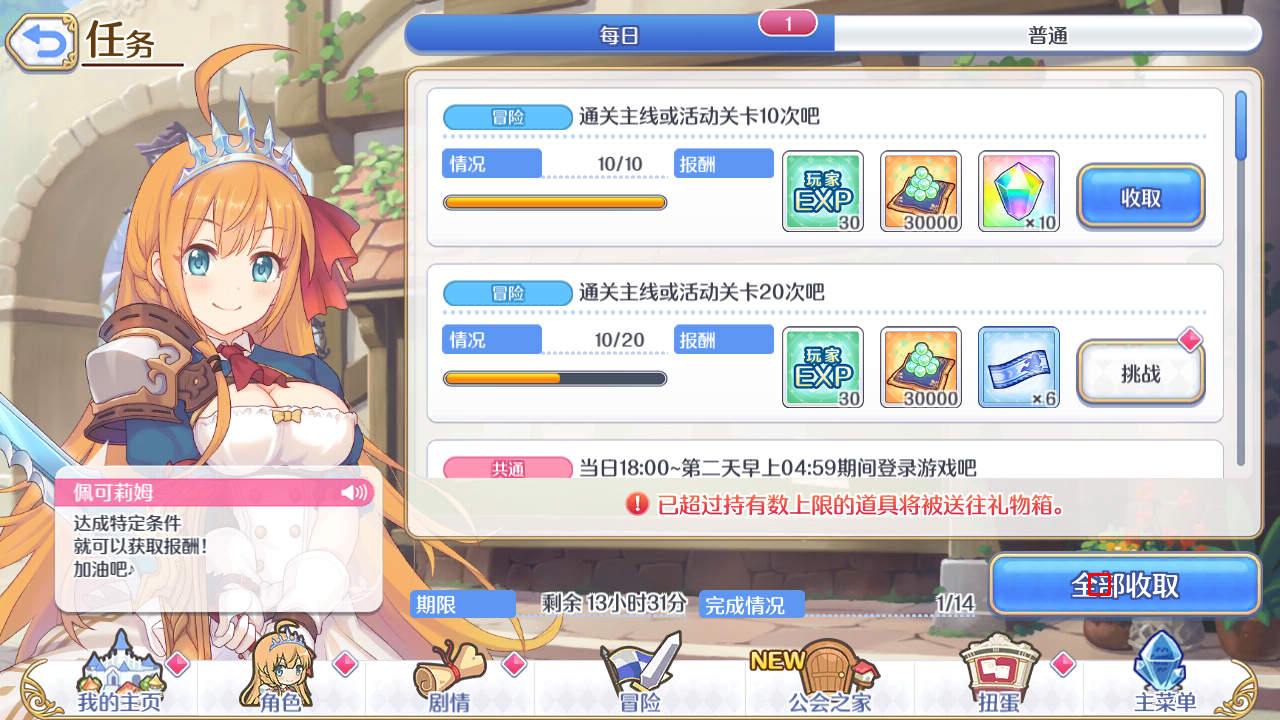 任务
每日
1
普通
冒险
通关主线或活动关卡10次吧
情况
10/10
报酬
玩家
EXP
30
30000
×10
收取
冒险
通关主线或活动关卡20次吧
情况
10/20
报酬
玩家
EXP
30
30000
×6
挑战
共通
当日18:00~第二天早上04:59期间登录游戏吧
已超过持有数上限的道具将被送往礼物箱。
佩可莉姆
达成特定条件
就可以获取报酬!
加油吧♪
期限
剩余 13小时31分
完成情况
1/14
全部收取
我的主页
角色
剧情
冒险
NEW
公会之家
扭蛋
主菜单